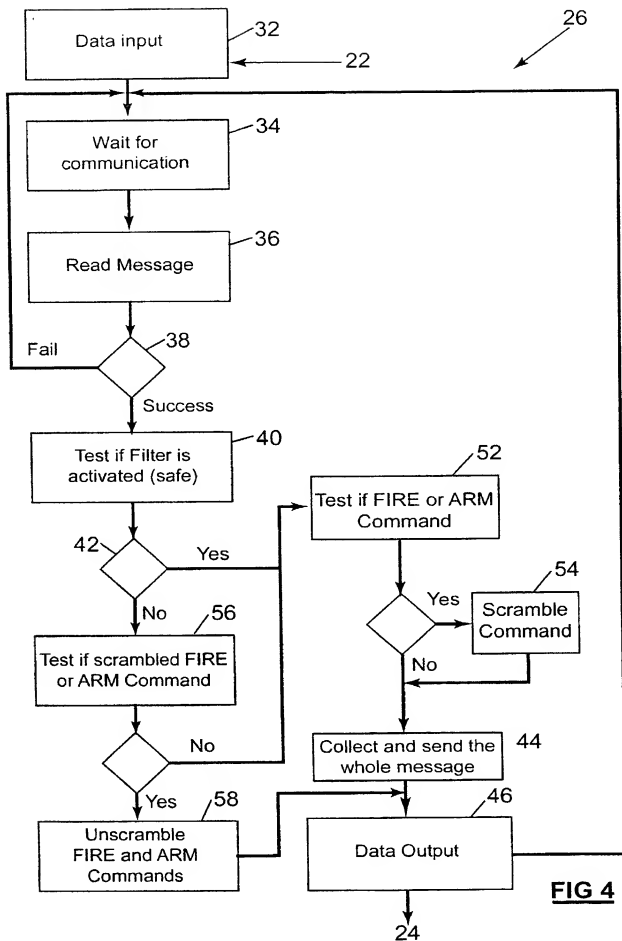 Data input
32
22
26
Wait for
communication
34
Read Message
36
38
Fail
Success
Test if Filter is
activated (safe)
40
42
Yes
No
52
Test if FIRE or ARM
Command
Yes
54
Scramble
Command
No
56
Test if scrambled FIRE
or ARM Command
No
Yes
58
Unscramble
FIRE and ARM
Commands
Collect and send the
whole message
44
46
Data Output
24
FIG 4